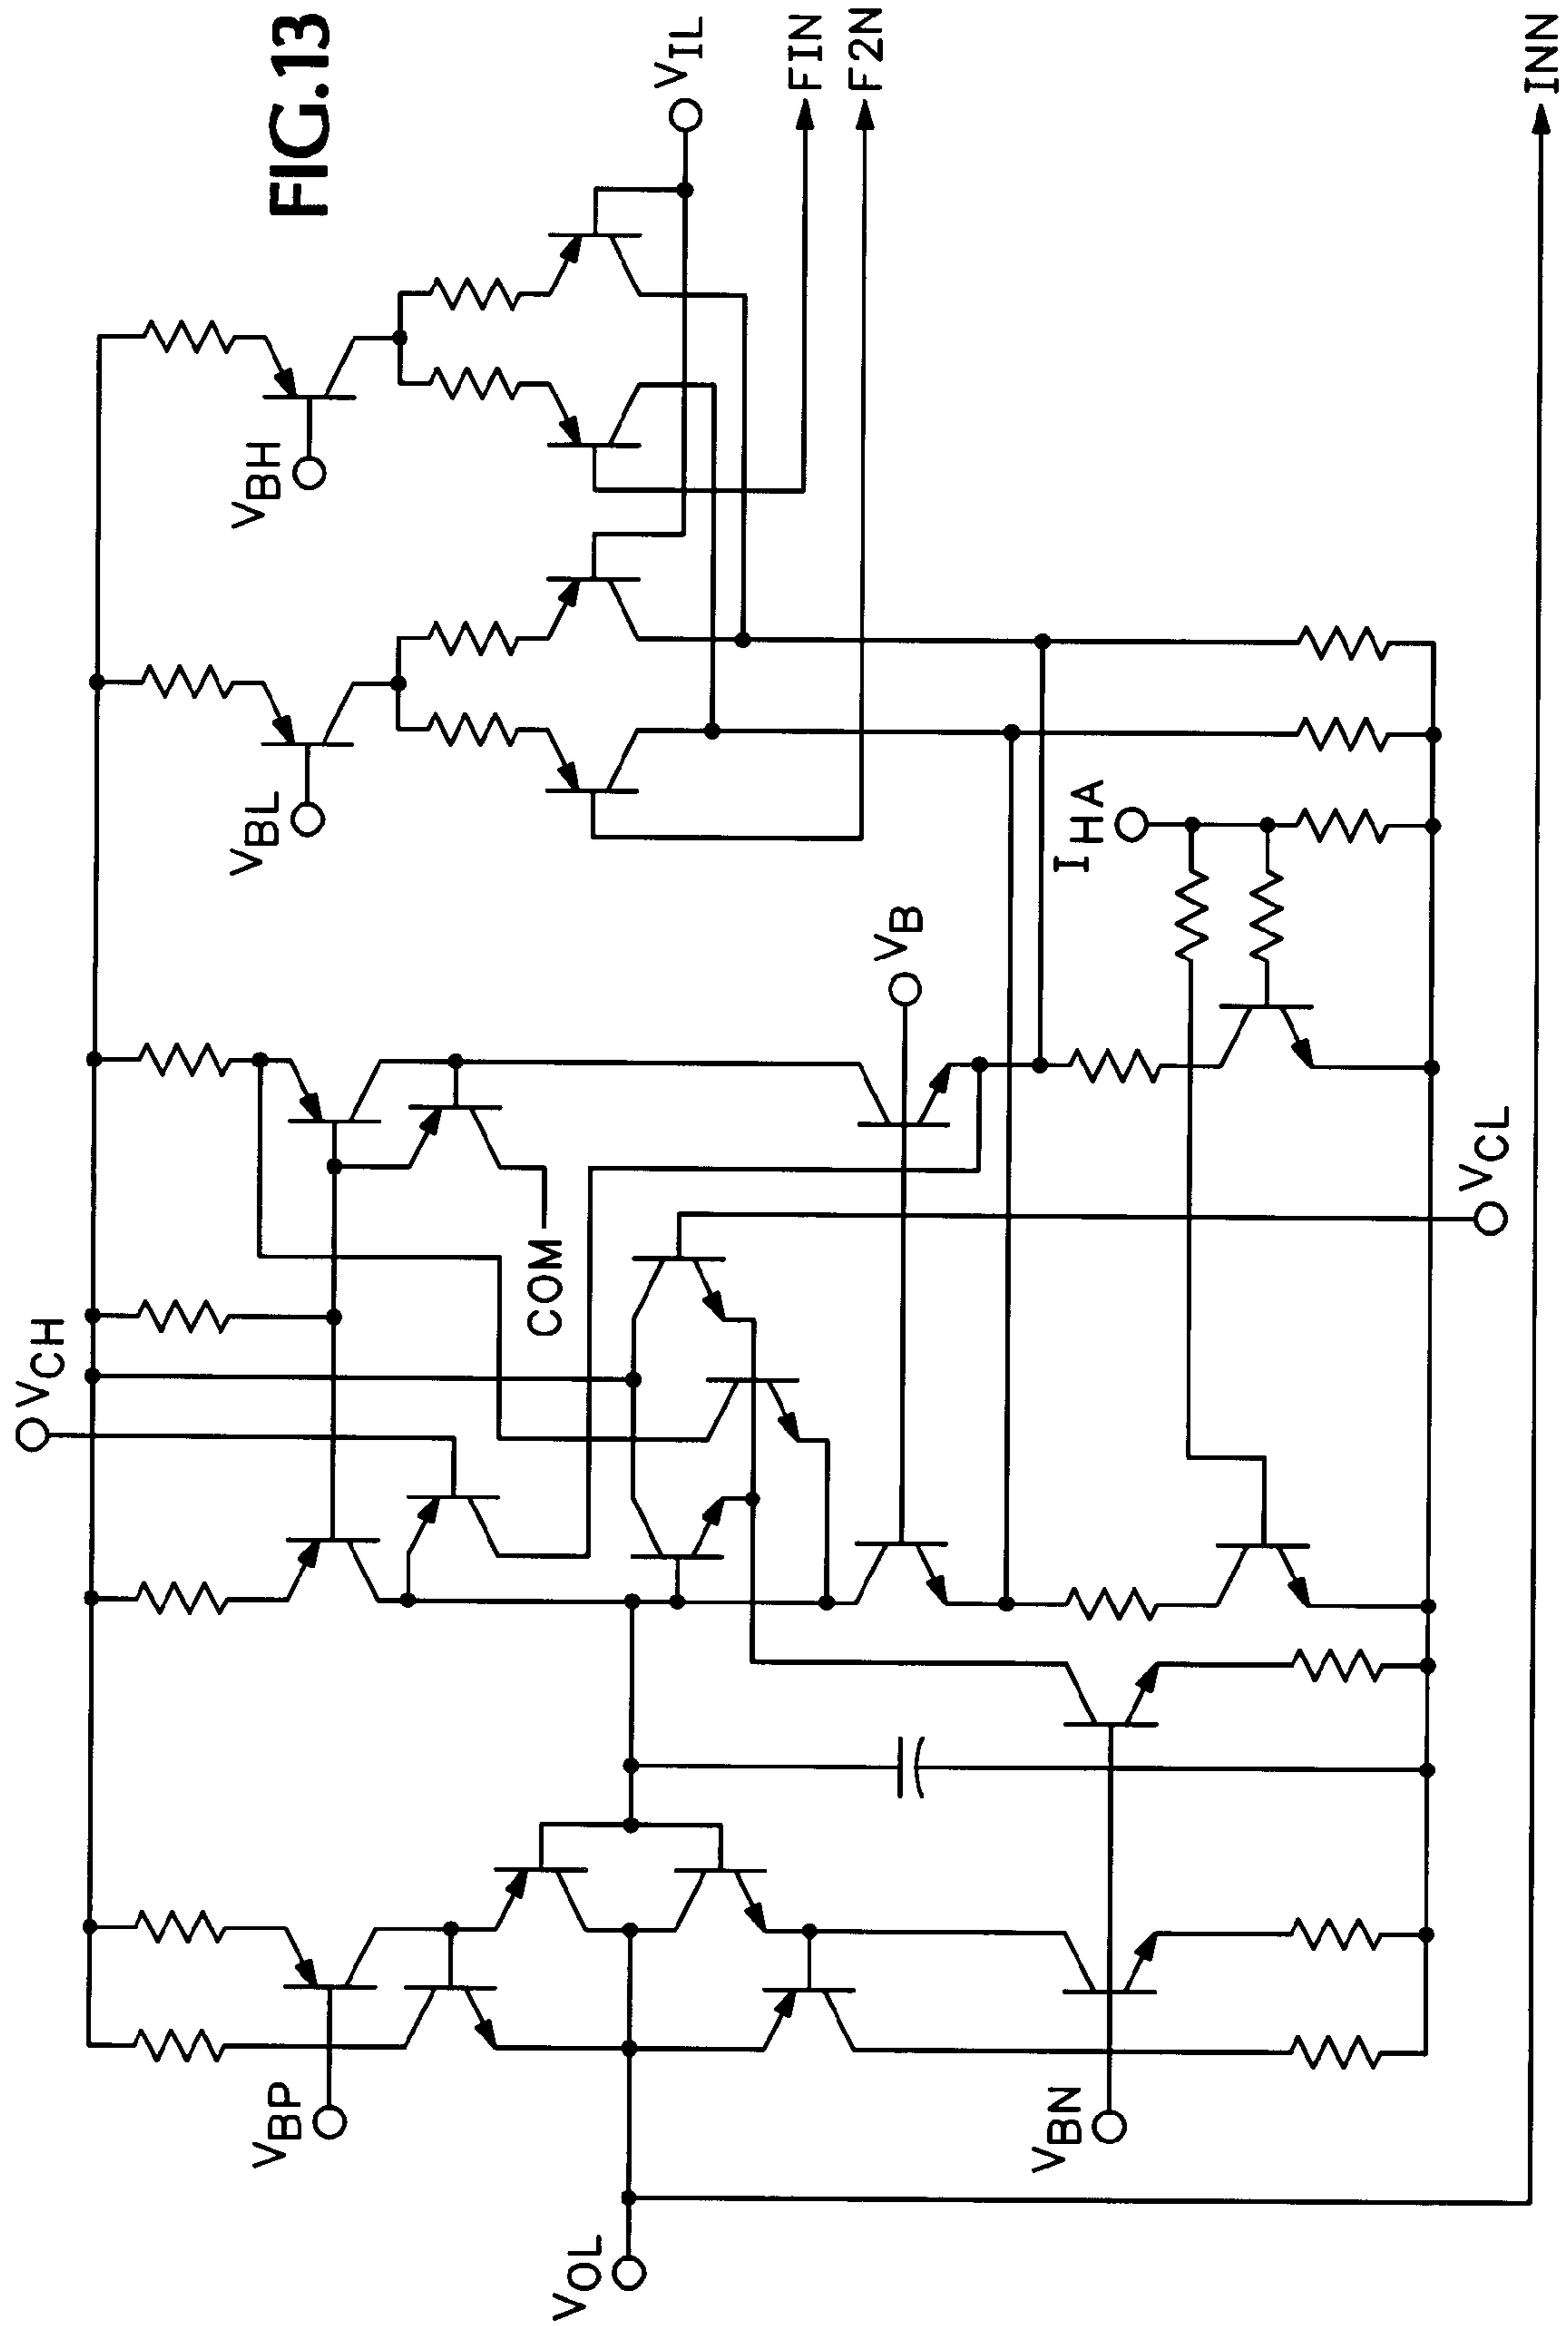 FIG.13
VIL
FIN
F2N
INN
VBH
VBL
IHA
VB
VCL
VCH
COM
VBP
VBN
VOL